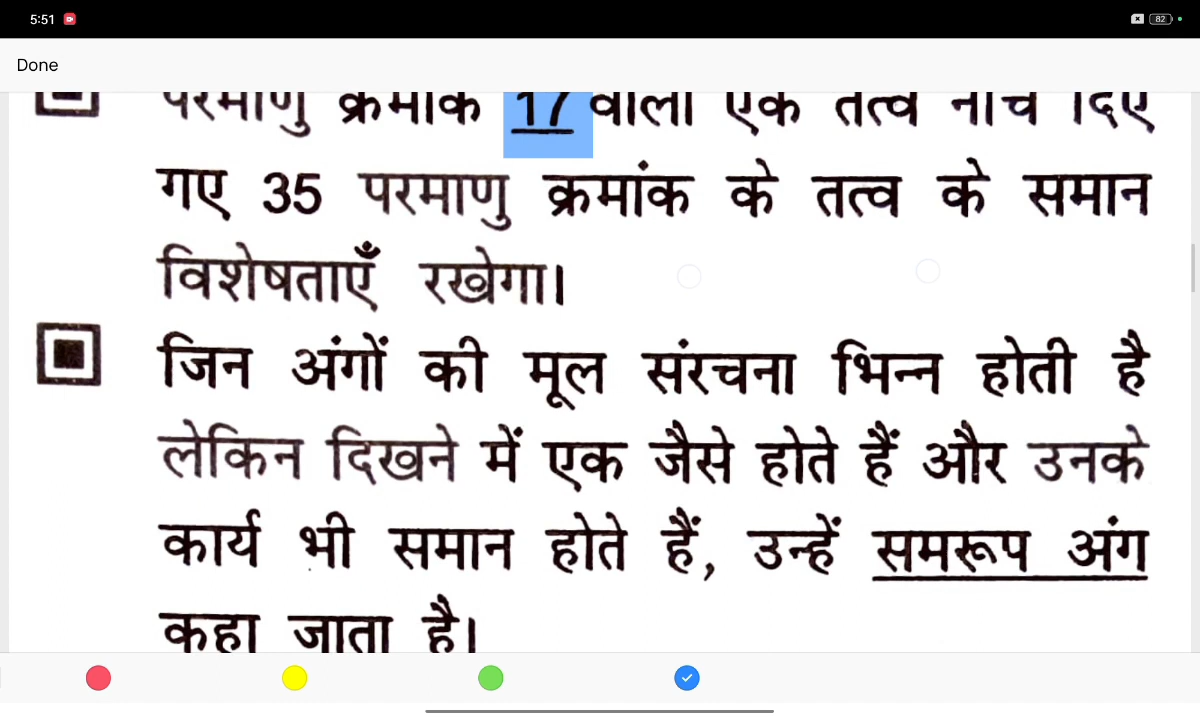 5:51
82
Done
परमाणु क्रमांक 17 वाला एक तत्व नीचे दिए
गए 35 परमाणु क्रमांक के तत्व के समान
विशेषताएँ रखेगा।
जिन अंगों की मूल संरचना भिन्न होती है
लेकिन दिखने में एक जैसे होते हैं और उनके
कार्य भी समान होते हैं, उन्हें समरूप अंग
कहा जाता है।